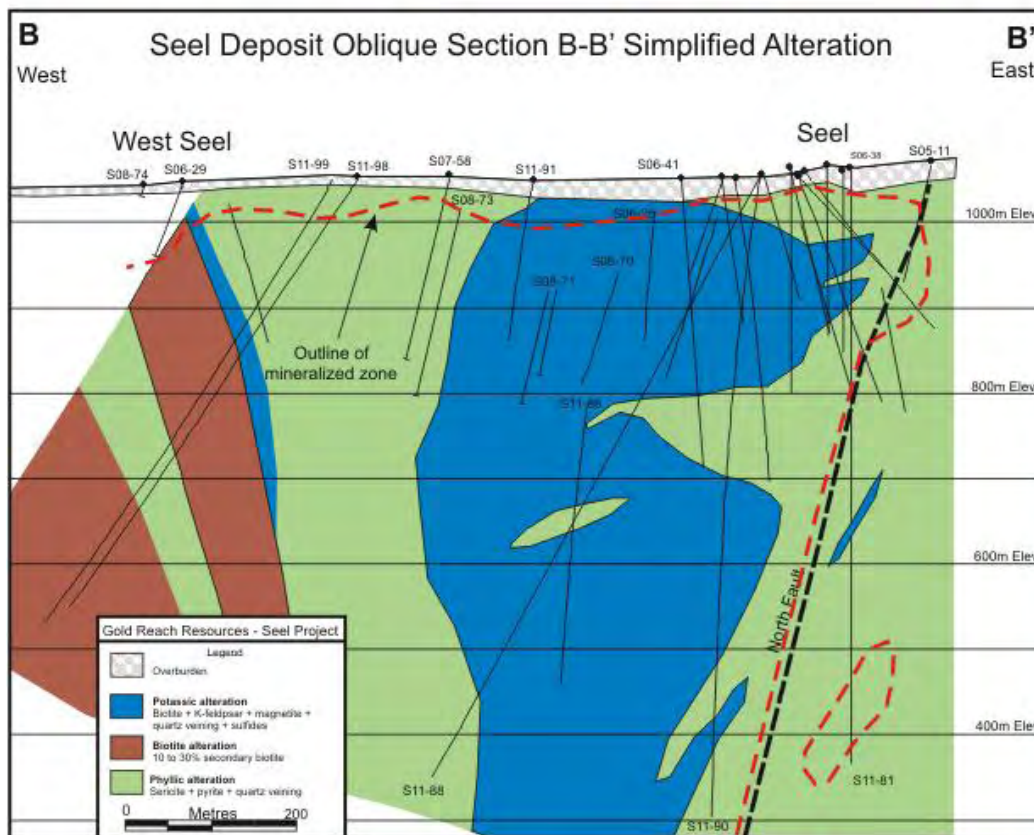 B
Seel Deposit Oblique Section B-B' Simplified Alteration
B'
West
East
West Seel
Seel
S08-74
S06-29
S11-99
S11-98
S07-58
S11-91
S06-41
S06-38
S05-11
S08-73
1000m Elev
S08-70
S08-71
Outline of
mineralized zone
800m Elev
600m Elev
North Fault
Gold Reach Resources - Seel Project
Legend
Overburden
Potassic alteration
Biotite + K-feldpsar + magnetite +
quartz veining + sulfides
Biotite alteration
10 to 30% secondary biotite
Phyllic alteration
Sericite + pyrite + quartz veining
0 Metres 200
400m Elev
S11-88
S11-90
S11-81